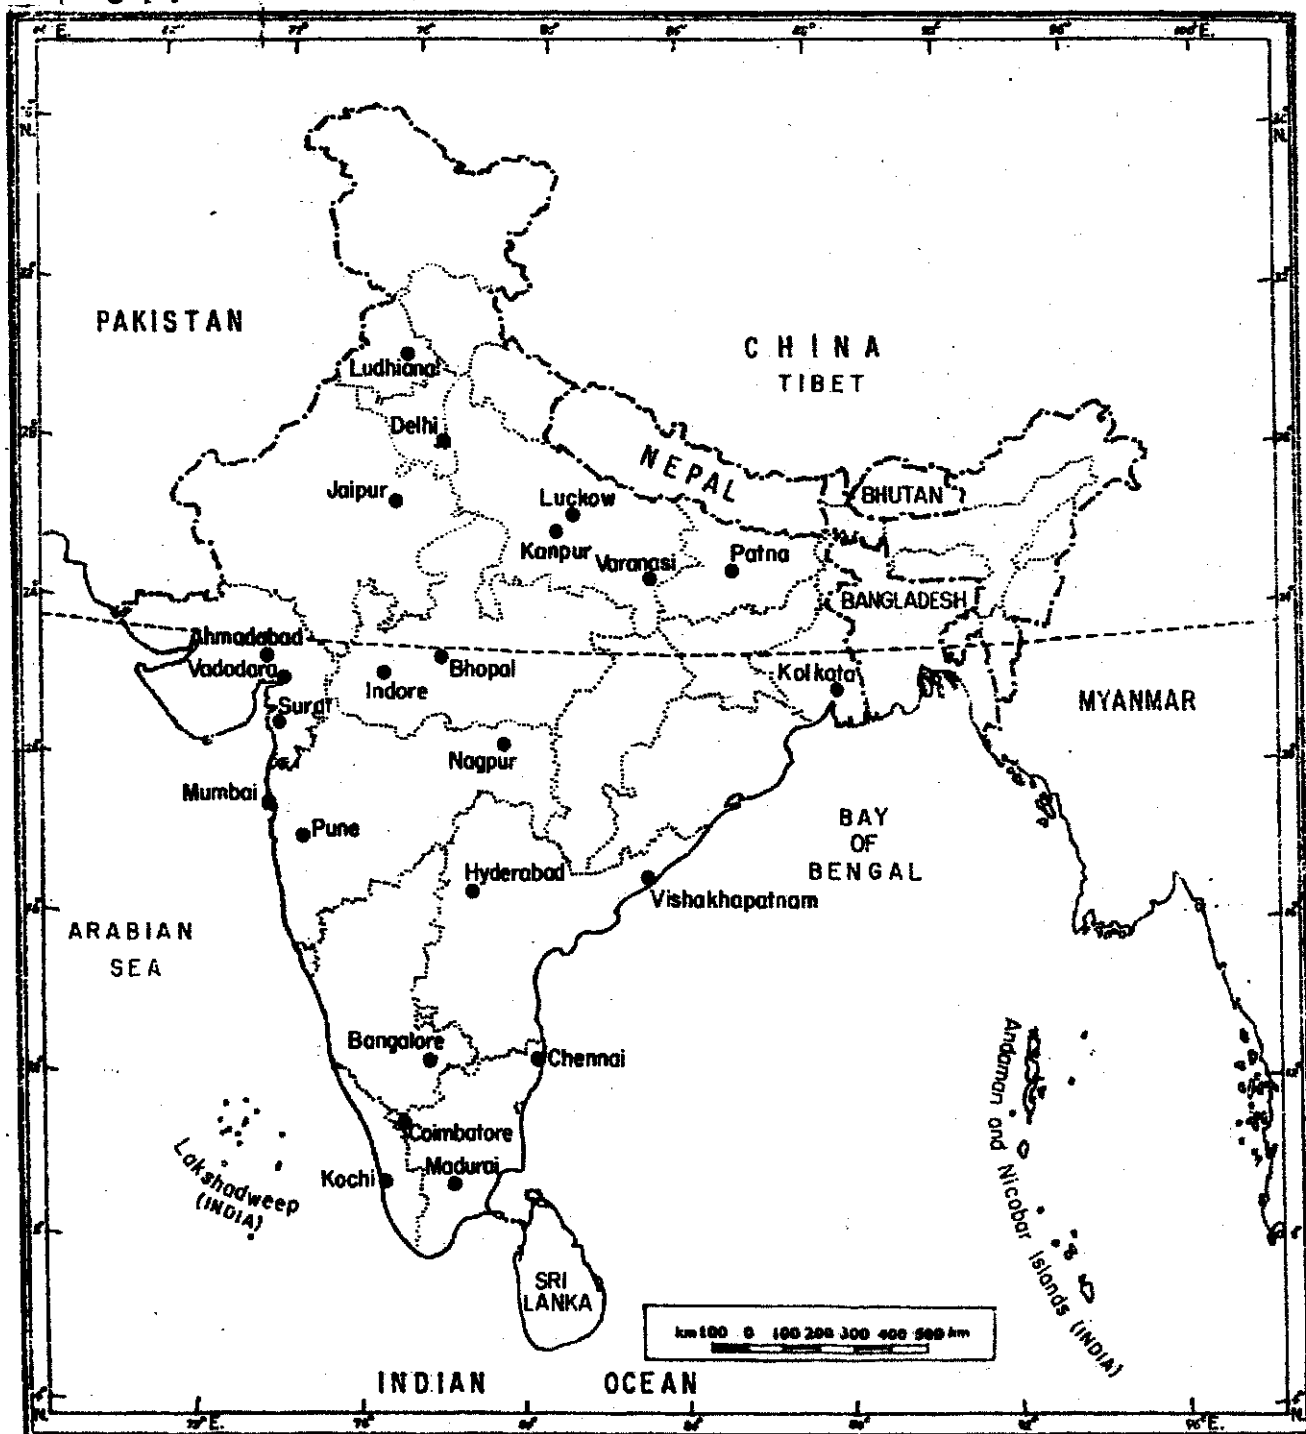 PAKISTAN
CHINA
TIBET
Ludhiana
Delhi
NEPAL
BHUTAN
Jaipur
Luckow
Kanpur
Varanasi
Patna
BANGLADESH
Ahmadabad
Vadodara
Indore
Bhopal
Kolkata
Surat
MYANMAR
Nagpur
Mumbai
Pune
BAY
OF
BENGAL
Hyderabad
Vishakhapatnam
ARABIAN
SEA
Bangalore
Chennai
Coimbatore
Kochi
Madurai
Lakshadweep
(INDIA)
Andaman and Nicobar Islands (INDIA)
SRI
LANKA
km 100 0 100 200 300 400 500 km
INDIAN OCEAN